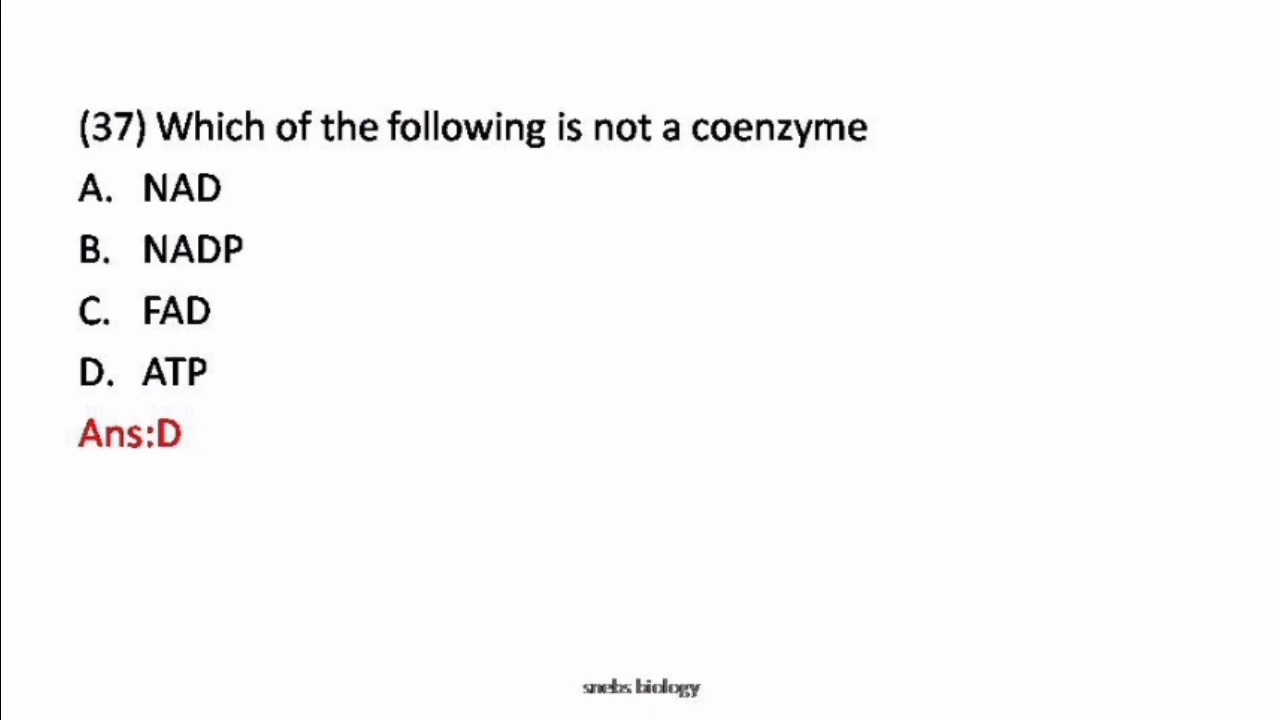 (37) Which of the following is not a coenzyme
A. NAD
B. NADP
C. FAD
D. ATP
Ans:D
snebs biology